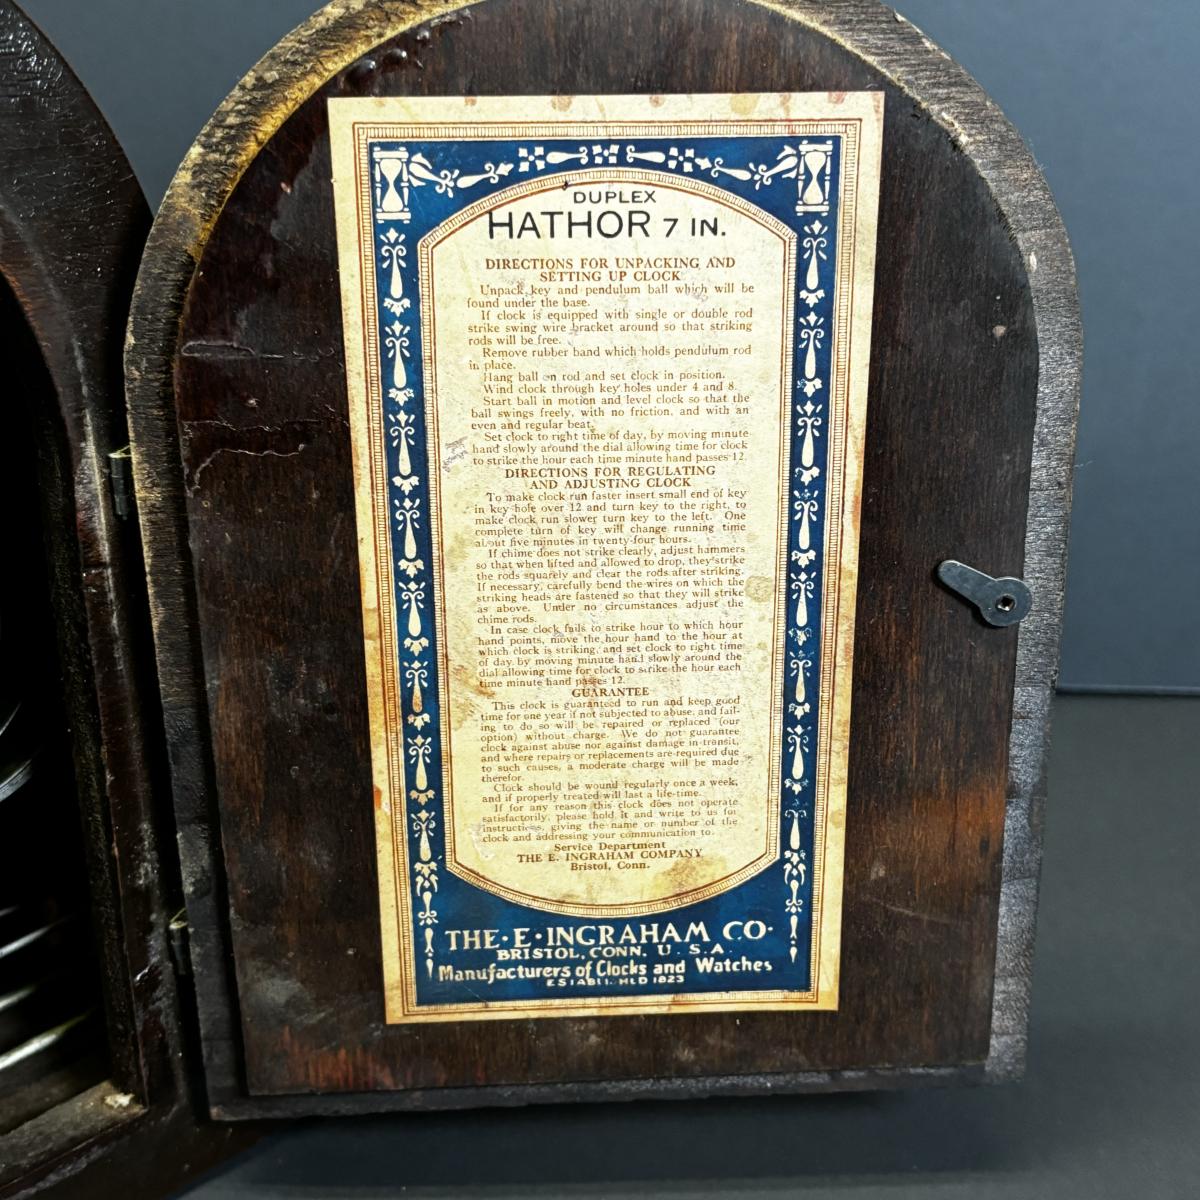 DUPLEX
HATHOR 7 IN.
DIRECTIONS FOR UNPACKING AND
SETTING UP CLOCK
Unpack key and pendulum ball which will be
found under the base.
If clock is equipped with single or double rod
strike swing wire bracket around so that striking
rods will be free.
Remove rubber band which holds pendulum rod
in place.
Hang ball on rod and set clock in position.
Wind clock through key holes under 4 and 8.
Start ball in motion and level clock so that the
ball swings freely, with no friction, and with an
even and regular beat.
Set clock to right time of day, by moving minute
hand slowly around the dial allowing time for clock
to strike the hour each time minute hand passes 12.
DIRECTIONS FOR REGULATING
AND ADJUSTING CLOCK
To make clock run faster insert small end of key
in key hole over 12 and turn key to the right, to
make clock run slower turn key to the left. One
complete turn of key will change running time
about five minutes in twenty-four hours.
If chime does not strike clearly, adjust hammers
so that when lifted and allowed to drop, they strike
the rods squarely and clear the rods after striking.
If necessary, carefully bend the wires on which the
striking heads are fastened so that they will strike
as above. Under no circumstances adjust the
chime rods.
In case clock fails to strike hour to which hour
hand points, move the hour hand to the hour at
which clock is striking, and set clock to right time
of day by moving minute hand slowly around the
dial allowing time for clock to strike the hour each
time minute hand passes 12.
GUARANTEE
This clock is guaranteed to run and keep good
time for one year if not subjected to abuse, and fail-
ing to do so will be repaired or replaced (our
option) without charge. We do not guarantee
clock against abuse nor against damage in transit,
and where repairs or replacements are required due
to such causes, a moderate charge will be made
therefor.
Clock should be wound regularly once a week,
and if properly treated will last a life-time.
If for any reason this clock does not operate
satisfactorily, please hold it and write to us for
instructions, giving the name or number of the
clock and addressing your communication to.
Service Department
THE E. INGRAHAM COMPANY
Bristol, Conn.
THE·E·INGRAHAM CO·
BRISTOL, CONN. U. S. A.
Manufacturers of Clocks and Watches
ESTABLISHED 1823